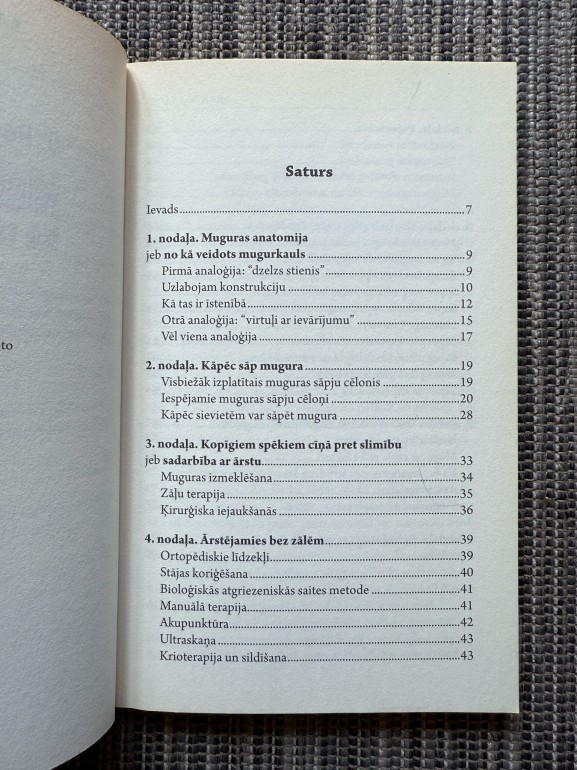 to
Saturs
Ievads 7
1. nodaļa. Muguras anatomija
jeb no kā veidots mugurkauls 9
Pirmā analoģija: “dzelzs stienis” 9
Uzlabojam konstrukciju 10
Kā tas ir īstenībā 12
Otrā analoģija: “virtuļi ar ievārījumu” 15
Vēl viena analoģija 17
2. nodaļa. Kāpēc sāp mugura 19
Visbiežāk izplatītais muguras sāpju cēlonis 19
Iespējamie muguras sāpju cēloņi 20
Kāpēc sievietēm var sāpēt mugura 28
3. nodaļa. Kopīgiem spēkiem cīņā pret slimību
jeb sadarbība ar ārstu 33
Muguras izmeklēšana 34
Zāļu terapija 35
Ķirurģiska iejaukšanās 36
4. nodaļa. Ārstējamies bez zālēm 39
Ortopēdiskie līdzekļi 39
Stājas koriģēšana 40
Bioloģiskās atgriezeniskās saites metode 41
Manuālā terapija 41
Akupunktūra 42
Ultraskaņa 43
Krioterapija un sildīšana 43